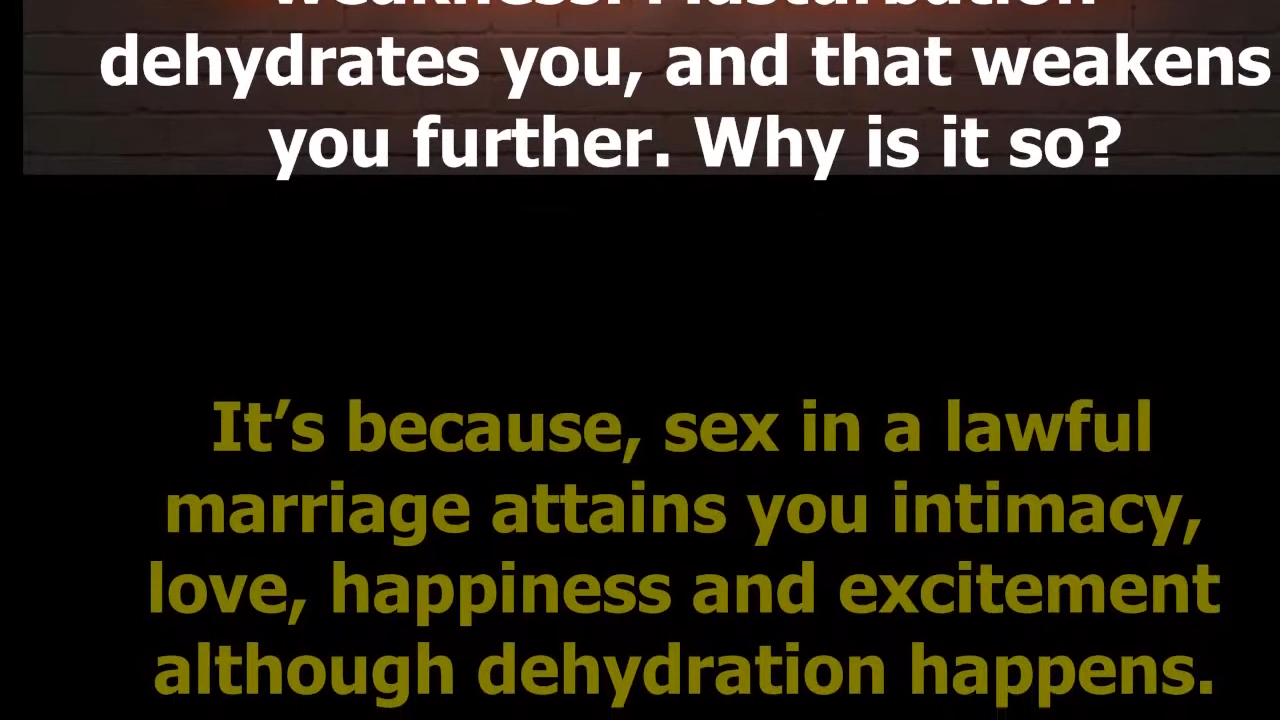 dehydrates you, and that weakens
you further. Why is it so?
It's because, sex in a lawful
marriage attains you intimacy,
love, happiness and excitement
although dehydration happens.